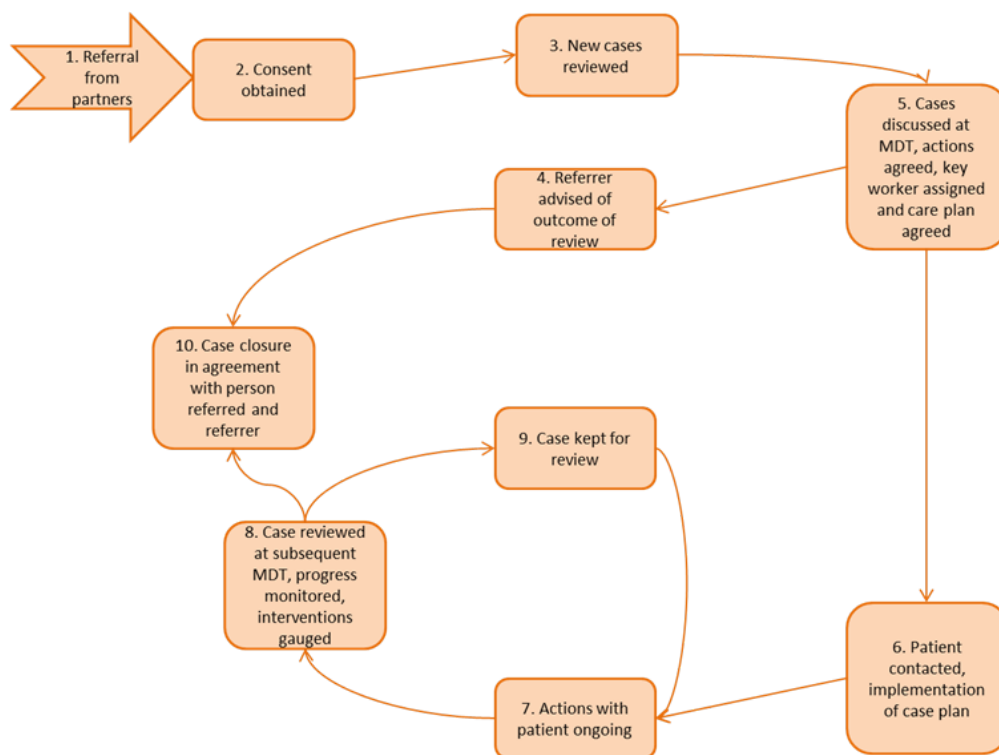 1. Referral
from
partners
2. Consent
obtained
3. New cases
reviewed
4. Referrer
advised of
outcome of
review
5. Cases
discussed at
MDT, actions
agreed, key
worker assigned
and care plan
agreed
10. Case closure
in agreement
with person
referred and
referrer
9. Case kept for
review
8. Case reviewed
at subsequent
MDT, progress
monitored,
interventions
gauged
7. Actions with
patient ongoing
6. Patient
contacted,
implementation
of case plan